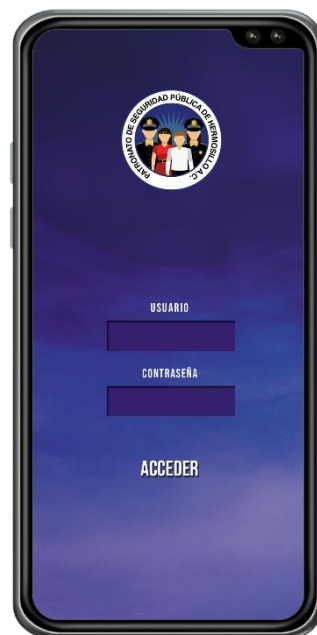 PATRONATO DE SEGURIDAD PÚBLICA DE HERMOSILLO A.C.
USUARIO
CONTRASEÑA
ACCEDER